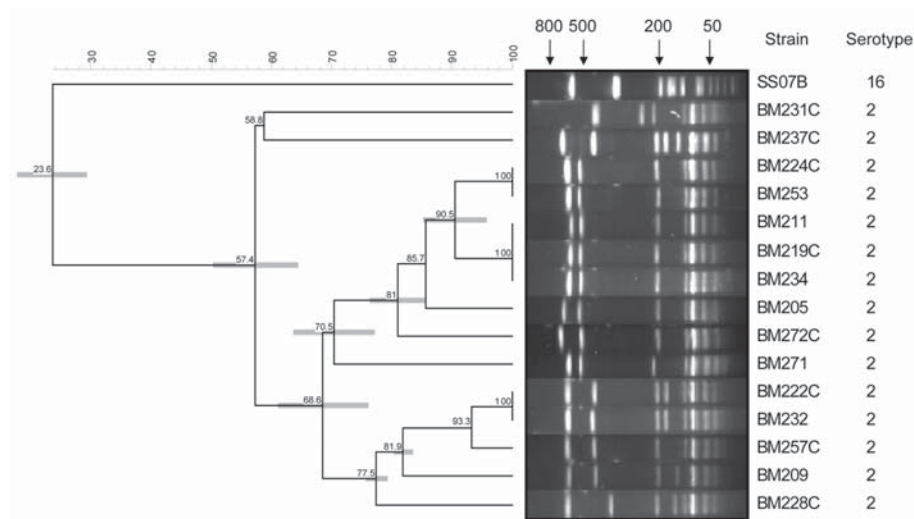 800 500 200 50 Strain Serotype
30 40 50 60 70 80 90 100
SS07B 16
BM231C 2
58.8
BM237C 2
BM224C 2
23.6 100
BM253 2
90.5
BM211 2
57.4 85.7 100
BM219C 2
BM234 2
81
BM205 2
70.5
BM272C 2
BM271 2
68.6 100
BM222C 2
BM232 2
93.3
BM257C 2
81.9
BM209 2
77.5
BM228C 2